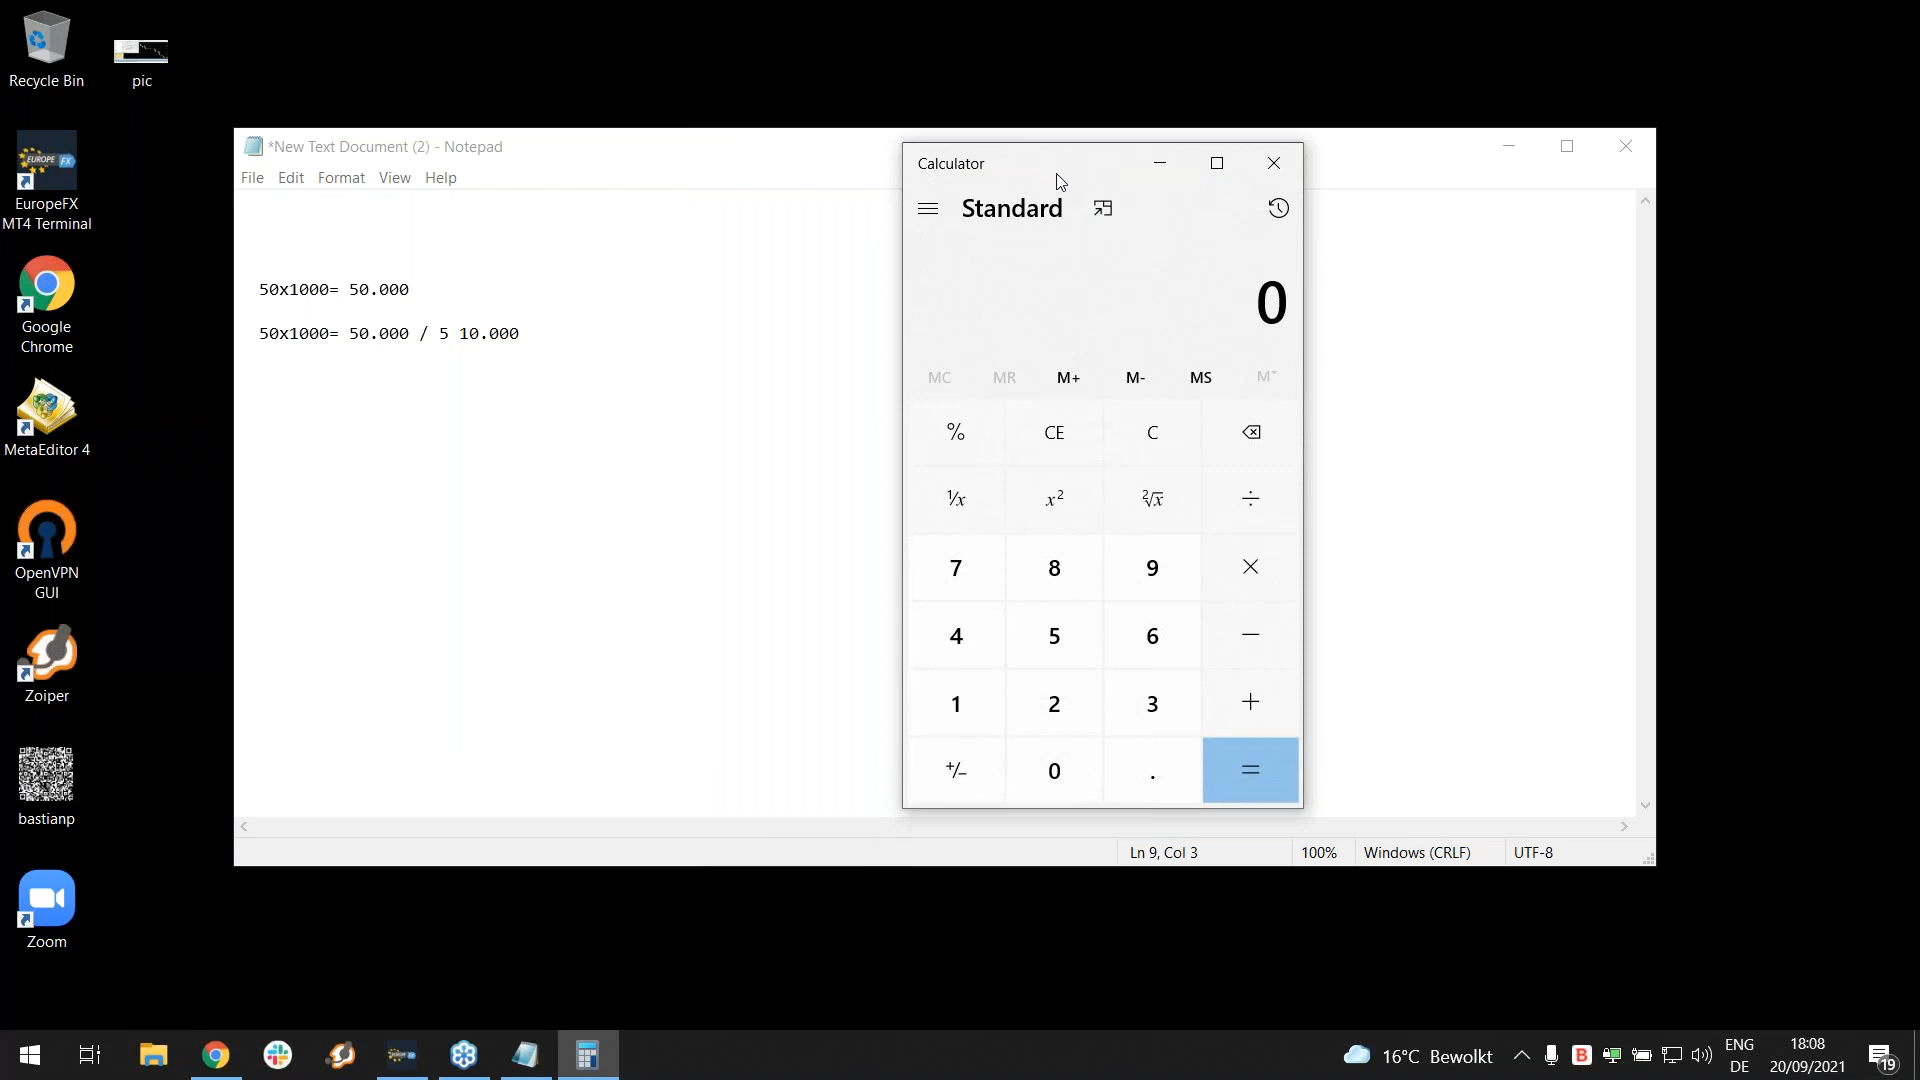 Recycle Bin
pic
EUROPE FX
EuropeFX
MT4 Terminal
Google
Chrome
MetaEditor 4
OpenVPN
GUI
Zoiper
bastianp
Zoom
*New Text Document (2) - Notepad
File Edit Format View Help
50x1000= 50.000
50x1000= 50.000 / 5 10.000
Ln 9, Col 3 100% Windows (CRLF) UTF-8
Calculator
Standard
0
MC MR M+ M- MS M˅
% CE C
¹/x x² ²√x ÷
7 8 9 ×
4 5 6 −
1 2 3 +
+/− 0 . =
16°C Bewolkt
B
ENG
DE
18:08
20/09/2021
19